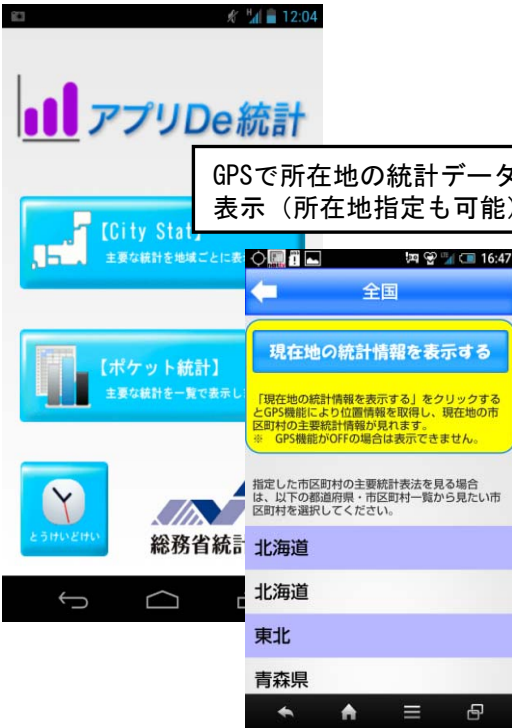 12:04
アプリDe統計
GPSで所在地の統計データ
表示（所在地指定も可能）
【City Stat】
主要な統計を地域ごとに表
【ポケット統計】
主要な統計を一覧で表示し
とうけいどけい
総務省統計
16:47
全国
現在地の統計情報を表示する
「現在地の統計情報を表示する」をクリックする
とGPS機能により位置情報を取得し、現在地の市
区町村の主要統計情報が見れます。
※ GPS機能がOFFの場合は表示できません。
指定した市区町村の主要統計表法を見る場合
は、以下の都道府県・市区町村一覧から見たい市
区町村を選択してください。
北海道
北海道
東北
青森県